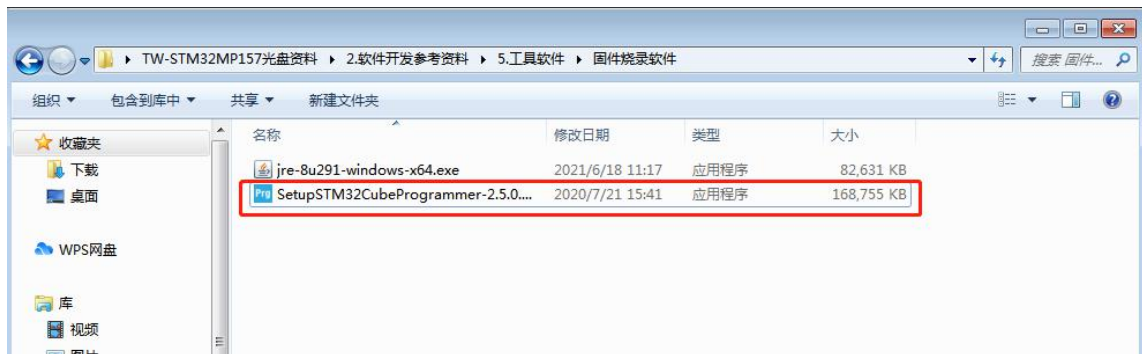 TW-STM32MP157光盘资料 ▸ 2.软件开发参考资料 ▸ 5.工具软件 ▸ 固件烧录软件
搜索 固件...
组织 包含到库中 共享 新建文件夹
收藏夹
下载
桌面
WPS网盘
库
视频
图片
名称 修改日期 类型 大小
jre-8u291-windows-x64.exe 2021/6/18 11:17 应用程序 82,631 KB
Prg SetupSTM32CubeProgrammer-2.5.0.... 2020/7/21 15:41 应用程序 168,755 KB